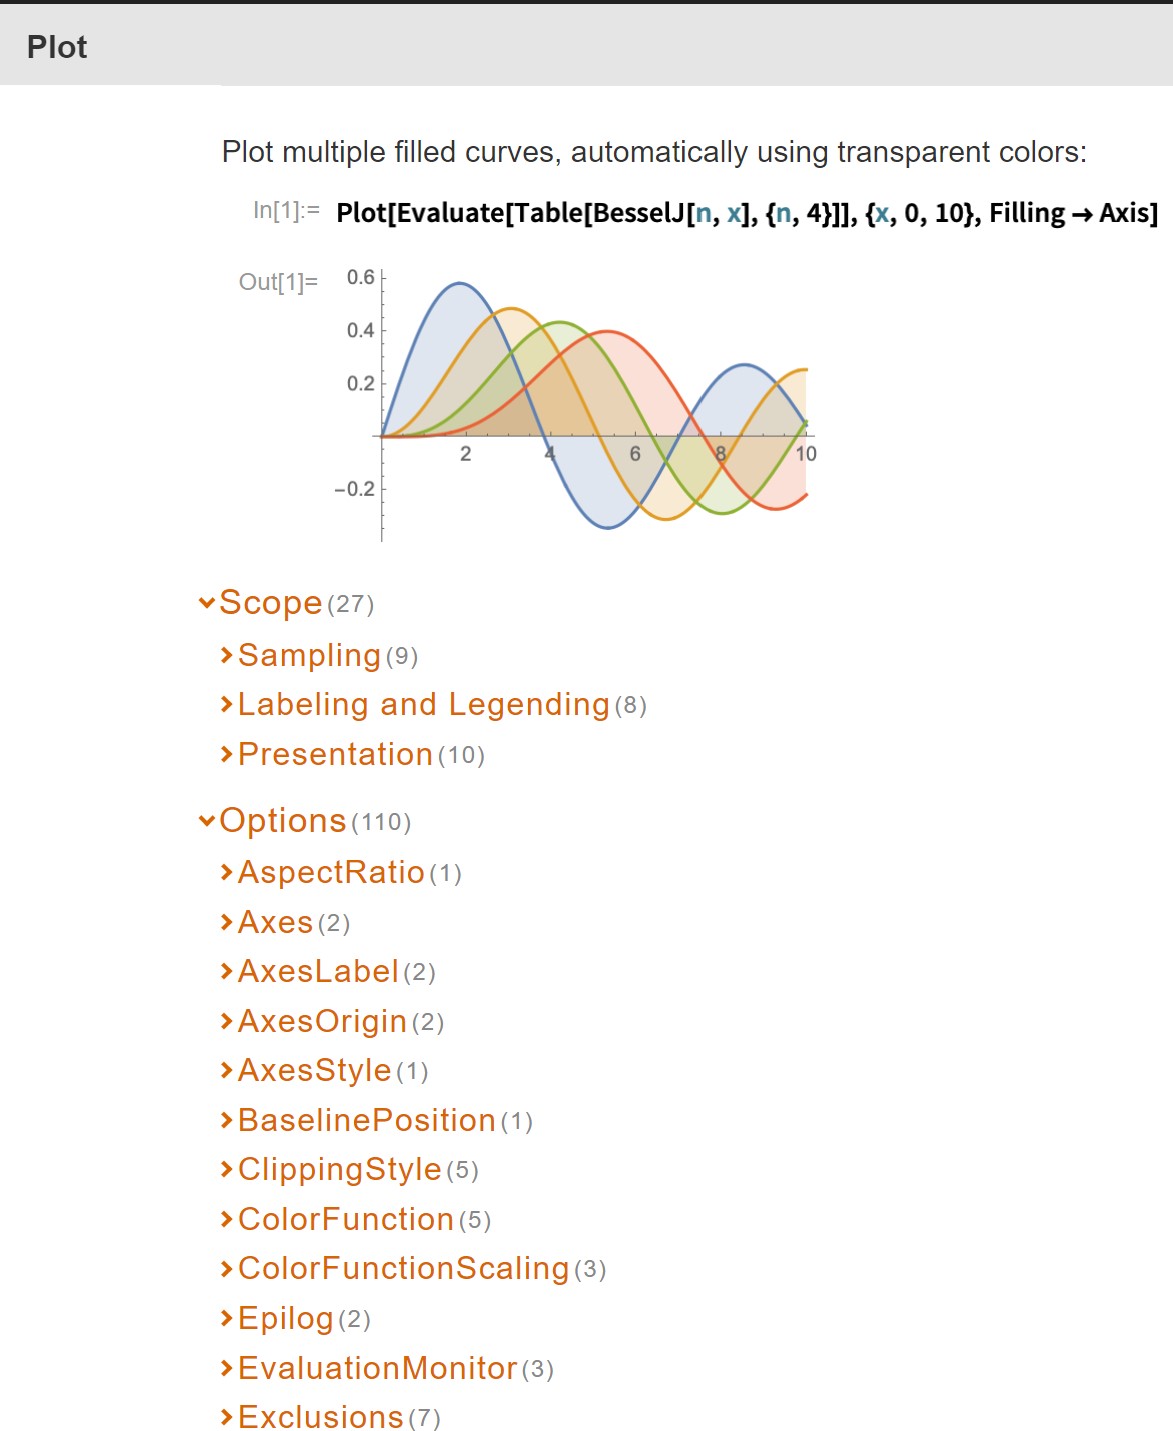 Plot
Plot multiple filled curves, automatically using transparent colors:
In[1]:= Plot[Evaluate[Table[BesselJ[n, x], {n, 4}]], {x, 0, 10}, Filling → Axis]
Out[1]=
0.6
0.4
0.2
2 4 6 8 10
-0.2
Scope (27)
Sampling (9)
Labeling and Legending (8)
Presentation (10)
Options (110)
AspectRatio (1)
Axes (2)
AxesLabel (2)
AxesOrigin (2)
AxesStyle (1)
BaselinePosition (1)
ClippingStyle (5)
ColorFunction (5)
ColorFunctionScaling (3)
Epilog (2)
EvaluationMonitor (3)
Exclusions (7)